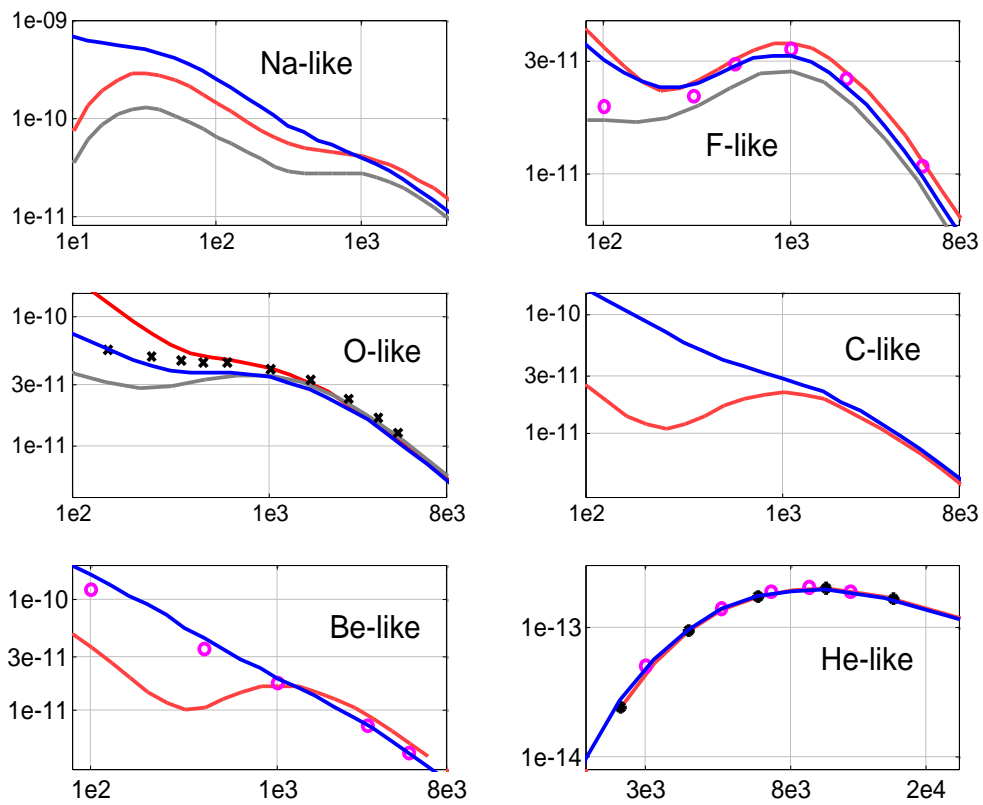 1e-09
Na-like
1e-10
1e-11
1e1
1e2
1e3
3e-11
F-like
1e-11
1e2
1e3
8e3
1e-10
O-like
3e-11
1e-11
1e2
1e3
8e3
1e-10
C-like
3e-11
1e-11
1e2
1e3
8e3
1e-10
Be-like
3e-11
1e-11
1e2
1e3
8e3
1e-13
He-like
1e-14
3e3
8e3
2e4